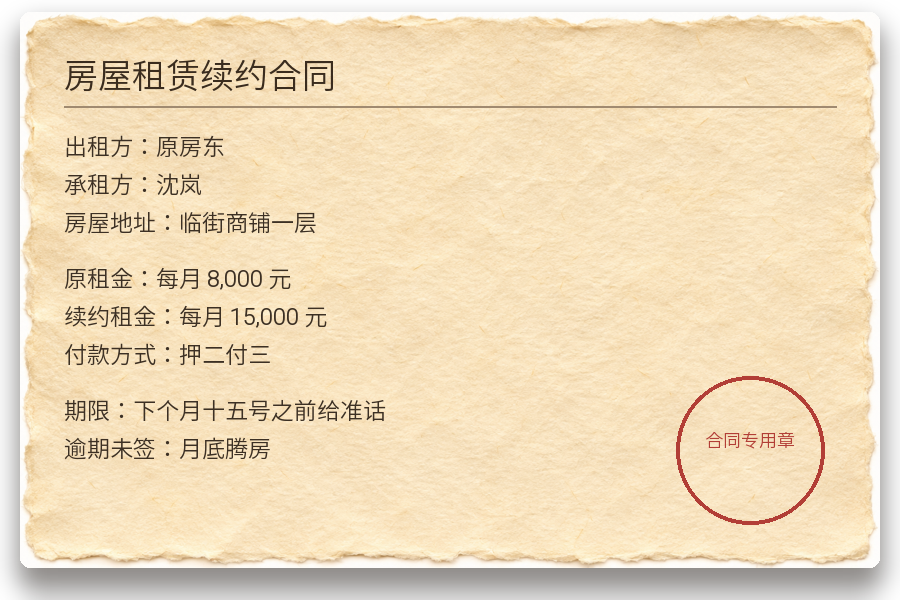 房屋租赁续约合同
出租方：原房东
承租方：沈岚
房屋地址：临街商铺一层
原租金：每月 8,000 元
续约租金：每月 15,000 元
付款方式：押二付三
期限：下个月十五号之前给准话
逾期未签：月底腾房
合同专用章